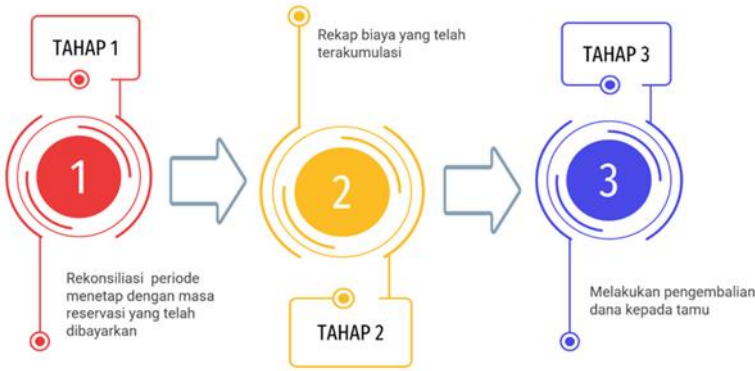 TAHAP 1
1
Rekonsiliasi periode
menetap dengan masa
reservasi yang telah
dibayarkan
Rekap biaya yang telah
terakumulasi
2
TAHAP 2
TAHAP 3
3
Melakukan pengembalian
dana kepada tamu